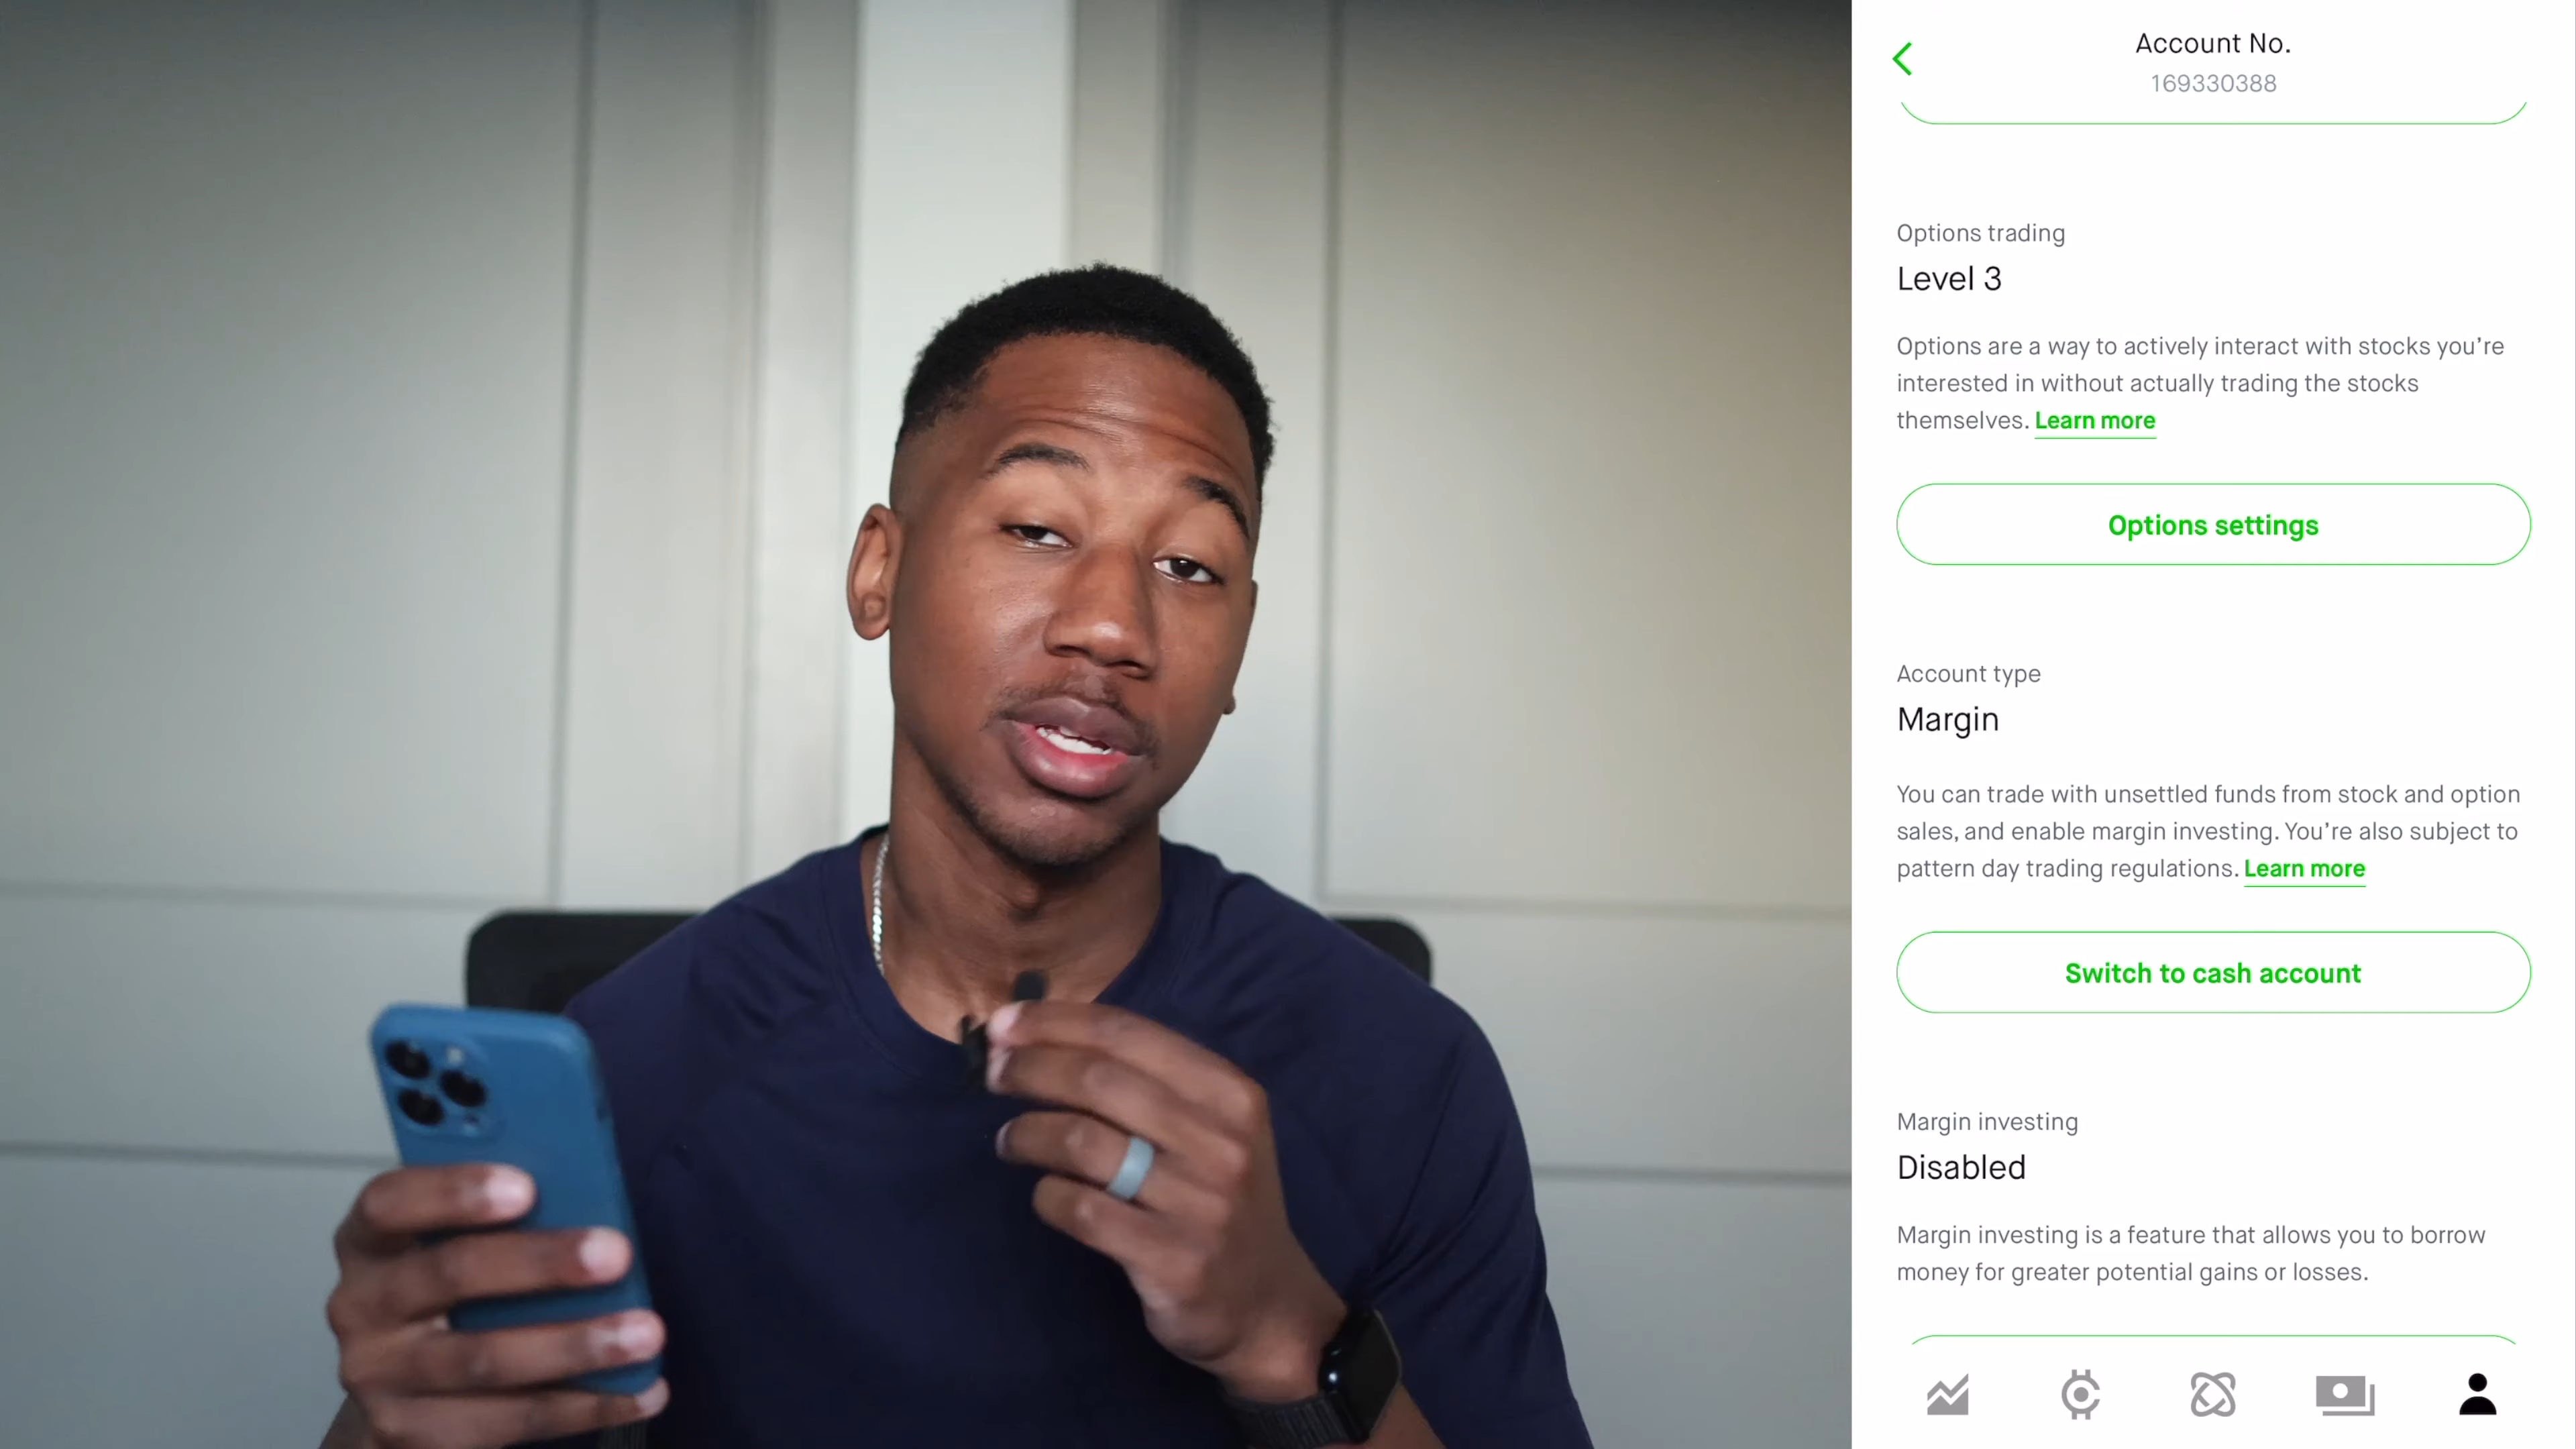 Account No.
169330388
Options trading
Level 3
Options are a way to actively interact with stocks you’re
interested in without actually trading the stocks
themselves. Learn more
Options settings
Account type
Margin
You can trade with unsettled funds from stock and option
sales, and enable margin investing. You’re also subject to
pattern day trading regulations. Learn more
Switch to cash account
Margin investing
Disabled
Margin investing is a feature that allows you to borrow
money for greater potential gains or losses.